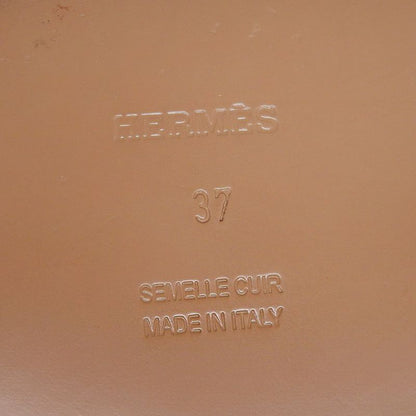 HERMÈS
37
SEMELLE CUIR
MADE IN ITALY